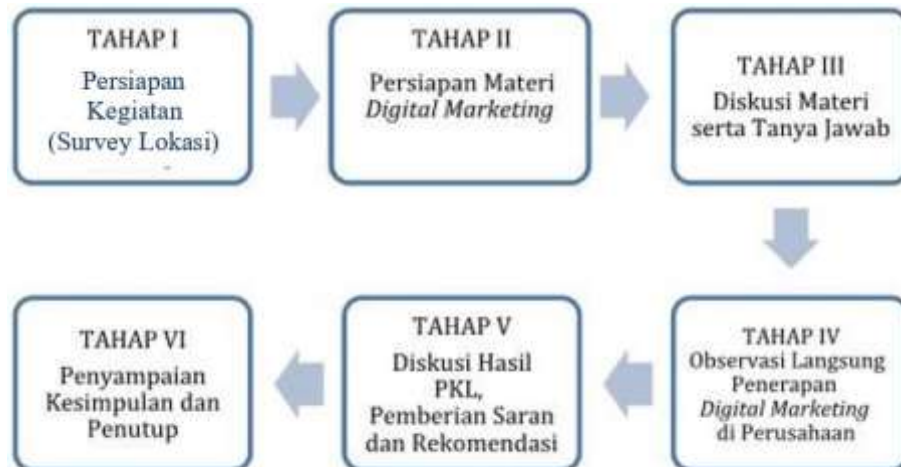 TAHAP I
Persiapan
Kegiatan
(Survey Lokasi)
TAHAP II
Persiapan Materi
Digital Marketing
TAHAP III
Diskusi Materi
serta Tanya Jawab
TAHAP IV
Observasi Langsung
Penerapan
Digital Marketing
di Perusahaan
TAHAP V
Diskusi Hasil
PKL,
Pemberian Saran
dan Rekomendasi
TAHAP VI
Penyampaian
Kesimpulan dan
Penutup